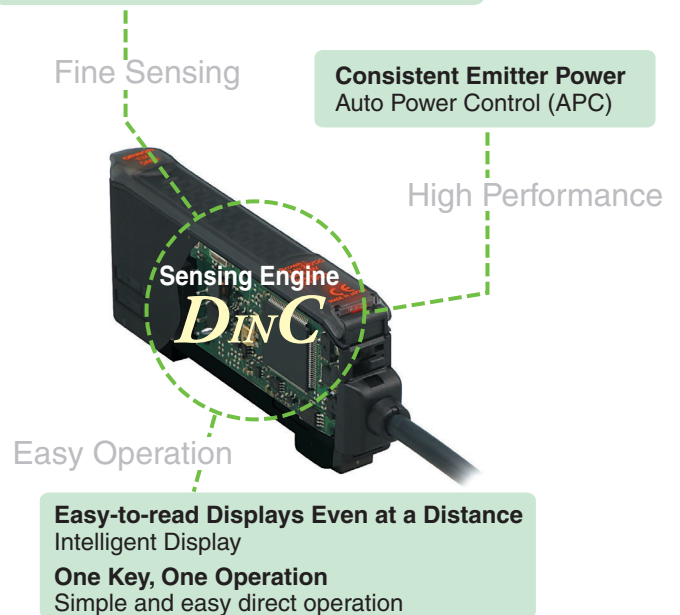 Fine Sensing
Consistent Emitter Power
Auto Power Control (APC)
High Performance
Sensing Engine
DINC
Easy Operation
Easy-to-read Displays Even at a Distance
Intelligent Display
One Key, One Operation
Simple and easy direct operation